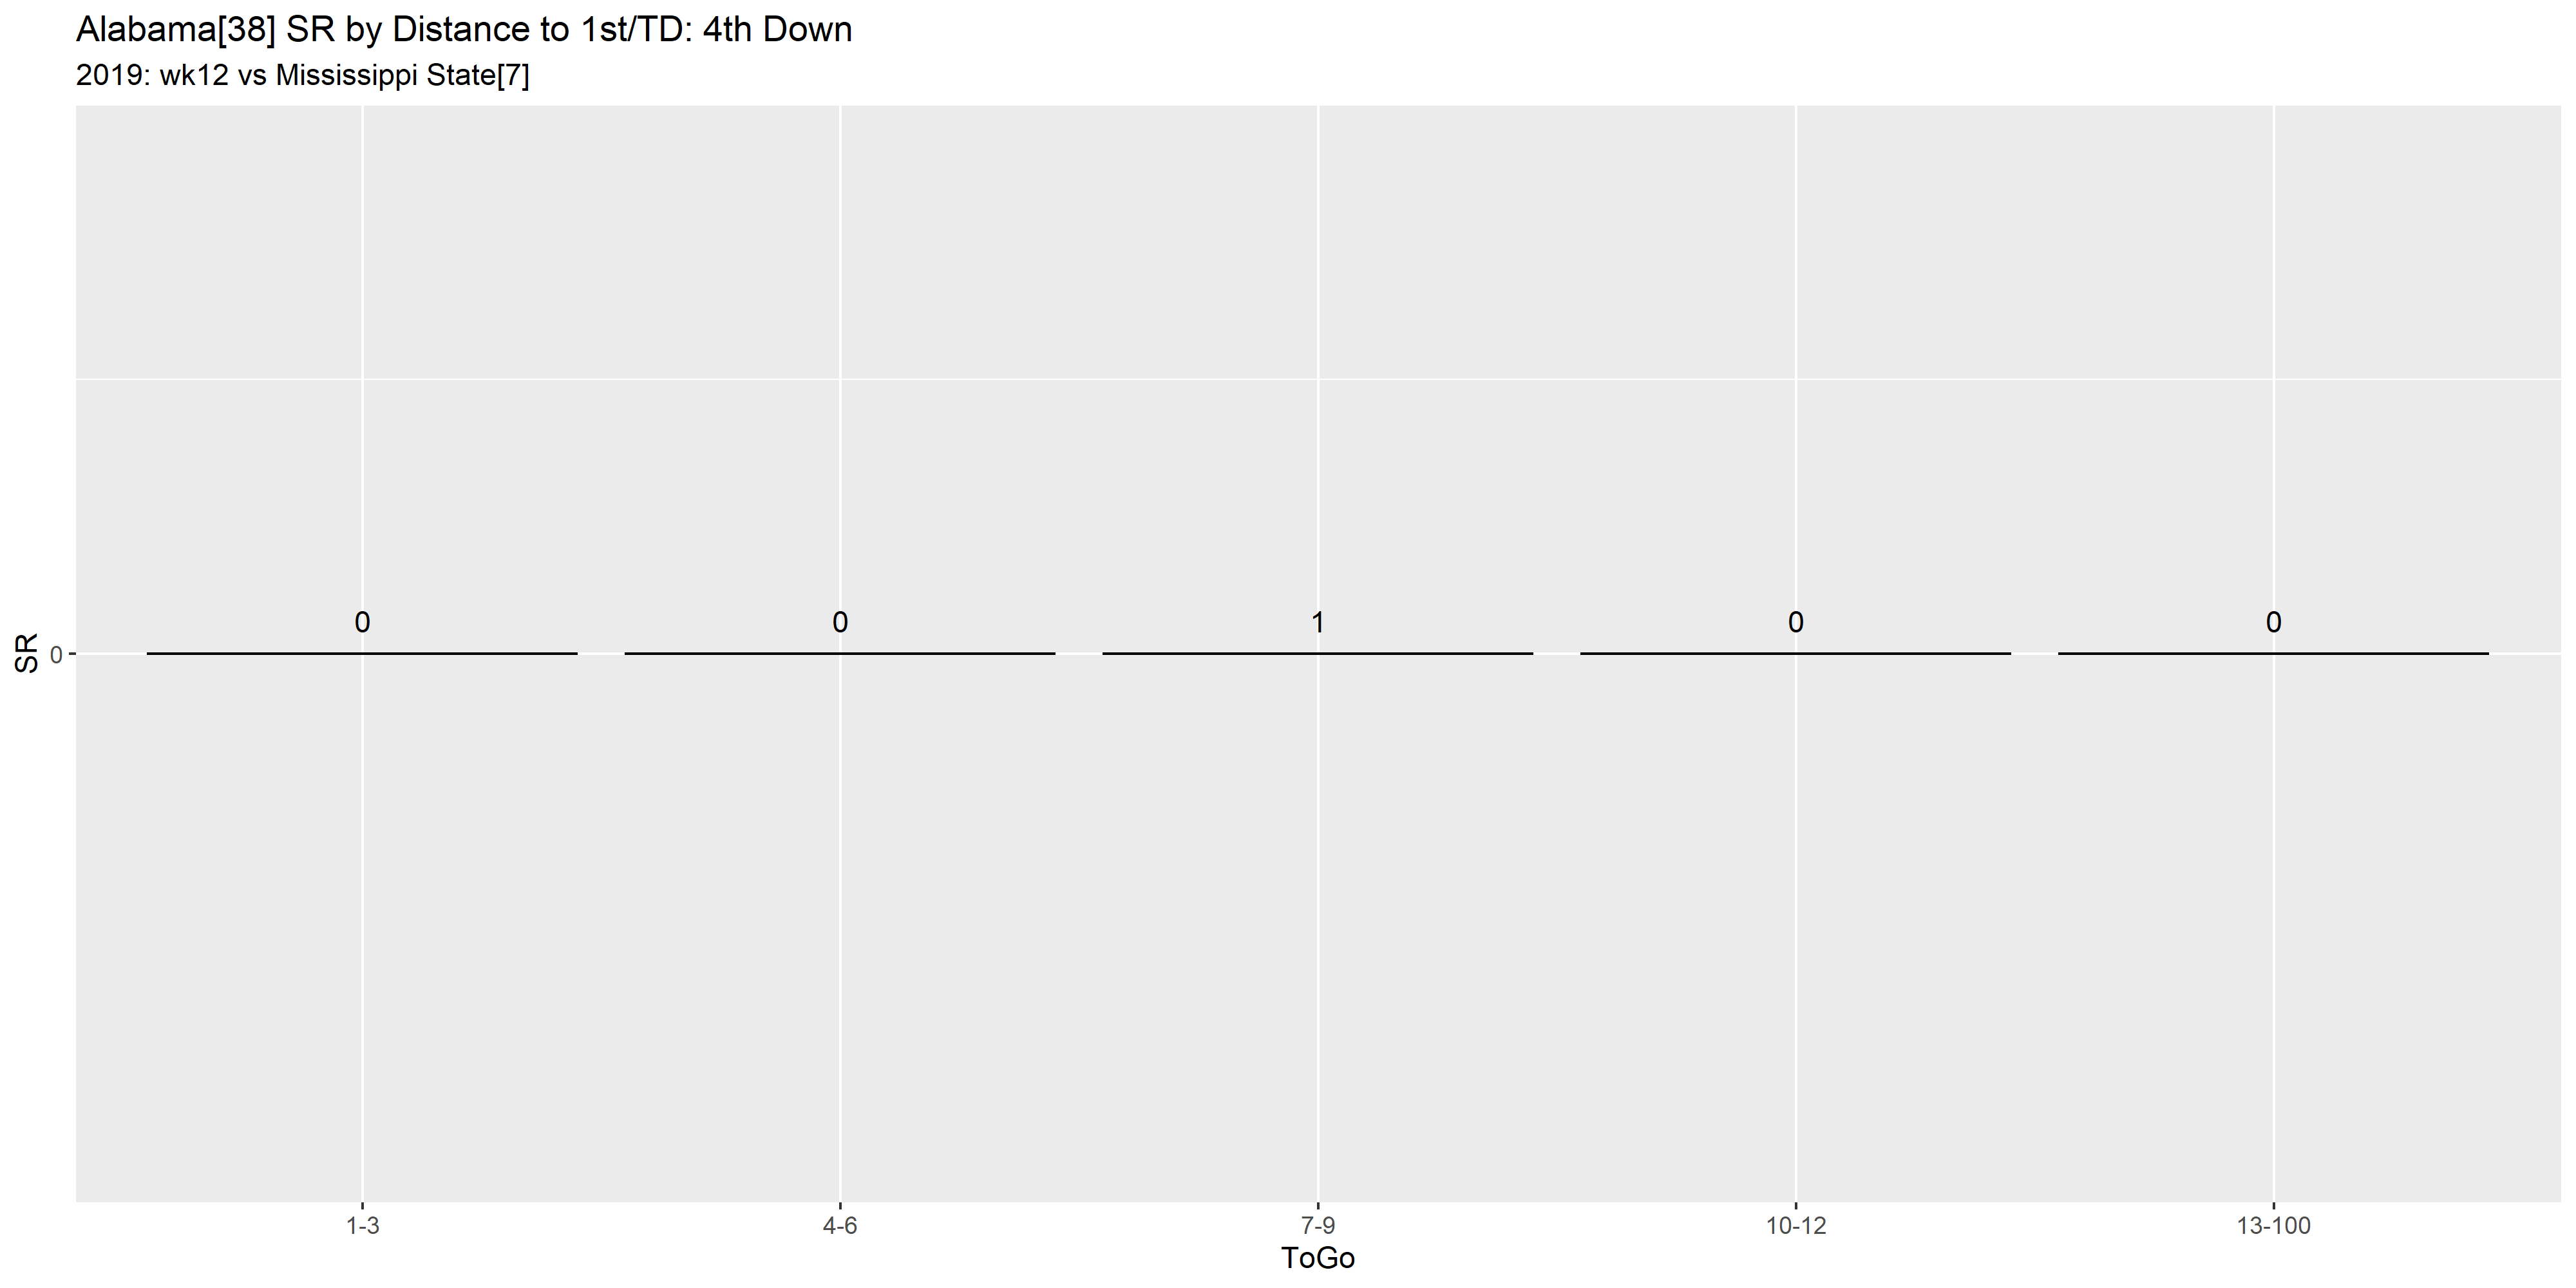 Alabama[38] SR by Distance to 1st/TD: 4th Down
2019: wk12 vs Mississippi State[7]
0 0 1 0 0
SR
0
1-3 4-6 7-9 10-12 13-100
ToGo